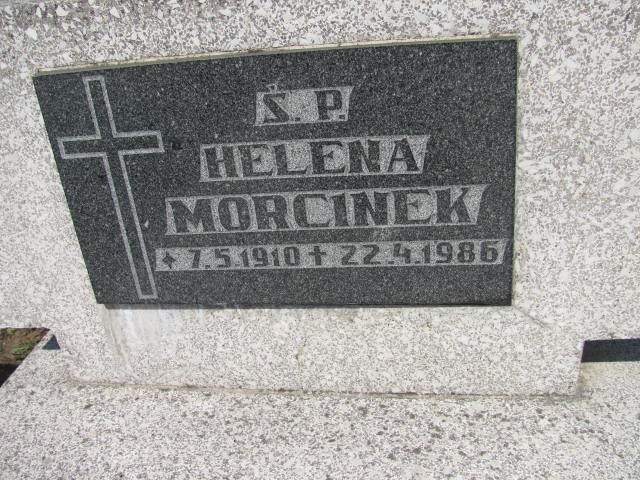 Ś. P.
HELENA
MORCINEK
* 7.5.1910 + 22.4.1986